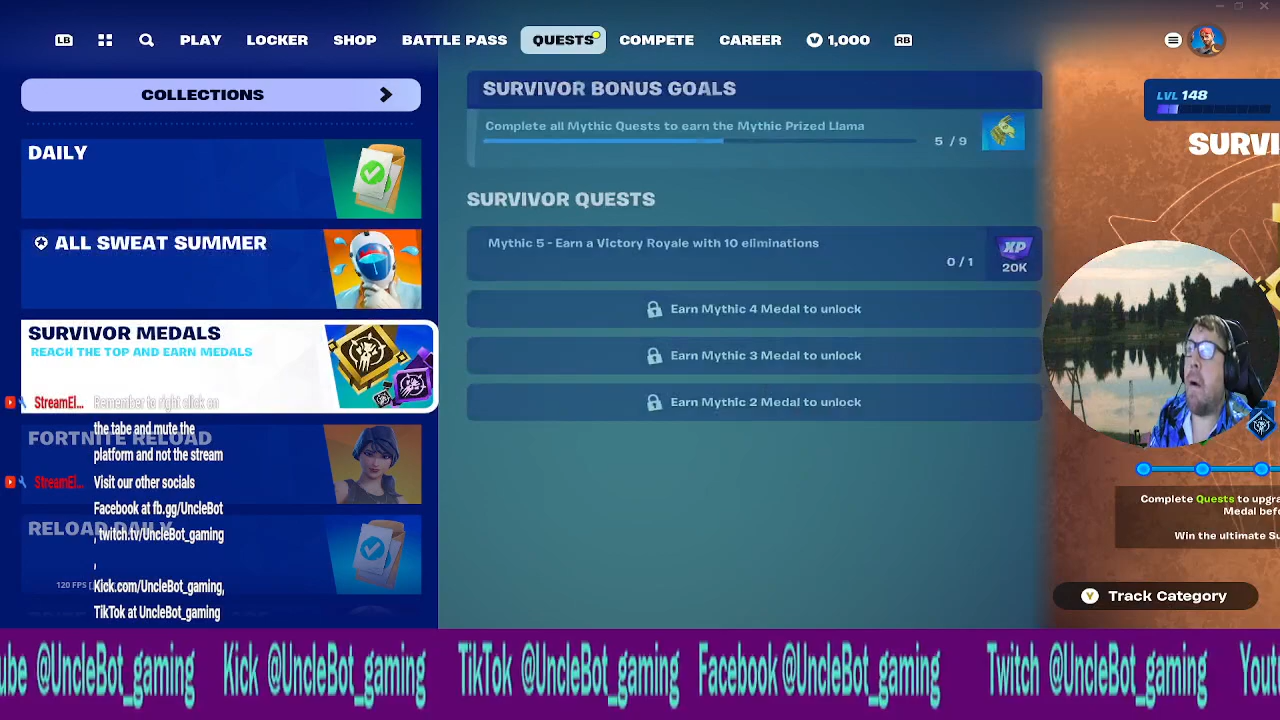 LB PLAY LOCKER SHOP BATTLE PASS QUESTS COMPETE CAREER V 1,000 RB
COLLECTIONS
DAILY
ALL SWEAT SUMMER
SURVIVOR MEDALS
REACH THE TOP AND EARN MEDALS
StreamEl... Remember to right click on
the tabe and mute the
platform and not the stream
FORTNITE RELOAD
StreamEl... Visit our other socials
Facebook at fb.gg/UncleBot
, twitch.tv/UncleBot_gaming
,
Kick.com/UncleBot_gaming,
TikTok at UncleBot_gaming
RELOAD DAILY
120 FPS
SURVIVOR BONUS GOALS
Complete all Mythic Quests to earn the Mythic Prized Llama
5 / 9
SURVIVOR QUESTS
Mythic 5 - Earn a Victory Royale with 10 eliminations
0 / 1
XP
20K
Earn Mythic 4 Medal to unlock
Earn Mythic 3 Medal to unlock
Earn Mythic 2 Medal to unlock
LVL 148
SURVI
Complete Quests to upgra
Medal befo
Win the ultimate Su
Y Track Category
ube @UncleBot_gaming Kick @UncleBot_gaming TikTok @UncleBot_gaming Facebook @UncleBot_gaming Twitch @UncleBot_gaming Yout